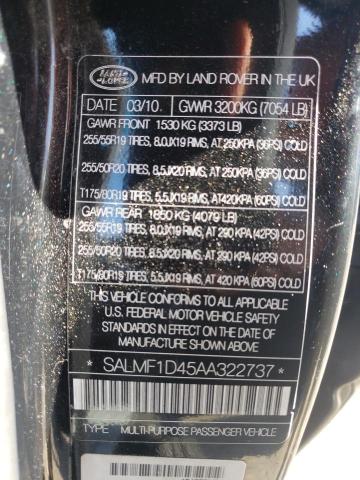 LAND ROVER
MFD BY LAND ROVER IN THE UK
DATE 03/10 GVWR 3200KG (7054 LB)
GAWR FRONT 1530 KG (3373 LB)
255/55R19 TIRES, 8.0JX19 RIMS, AT 250KPA (36PSI) COLD
255/50R20 TIRES, 8.5JX20 RIMS, AT 250KPA (36PSI) COLD
T175/80R19 TIRES, 5.5JX19 RIMS, AT 420KPA (60PSI) COLD
GAWR REAR 1850 KG (4079 LB)
255/55R19 TIRES, 8.0JX19 RIMS, AT 290 KPA (42PSI) COLD
255/50R20 TIRES, 8.5JX20 RIMS, AT 290 KPA (42PSI) COLD
T175/80R19 TIRES, 5.5JX19 RIMS, AT 420 KPA (60PSI) COLD
THIS VEHICLE CONFORMS TO ALL APPLICABLE
U.S. FEDERAL MOTOR VEHICLE SAFETY
STANDARDS IN EFFECT ON THE DATE OF
MANUFACTURE SHOWN ABOVE.
*SALMF1D45AA322737*
TYPE MULTI-PURPOSE PASSENGER VEHICLE